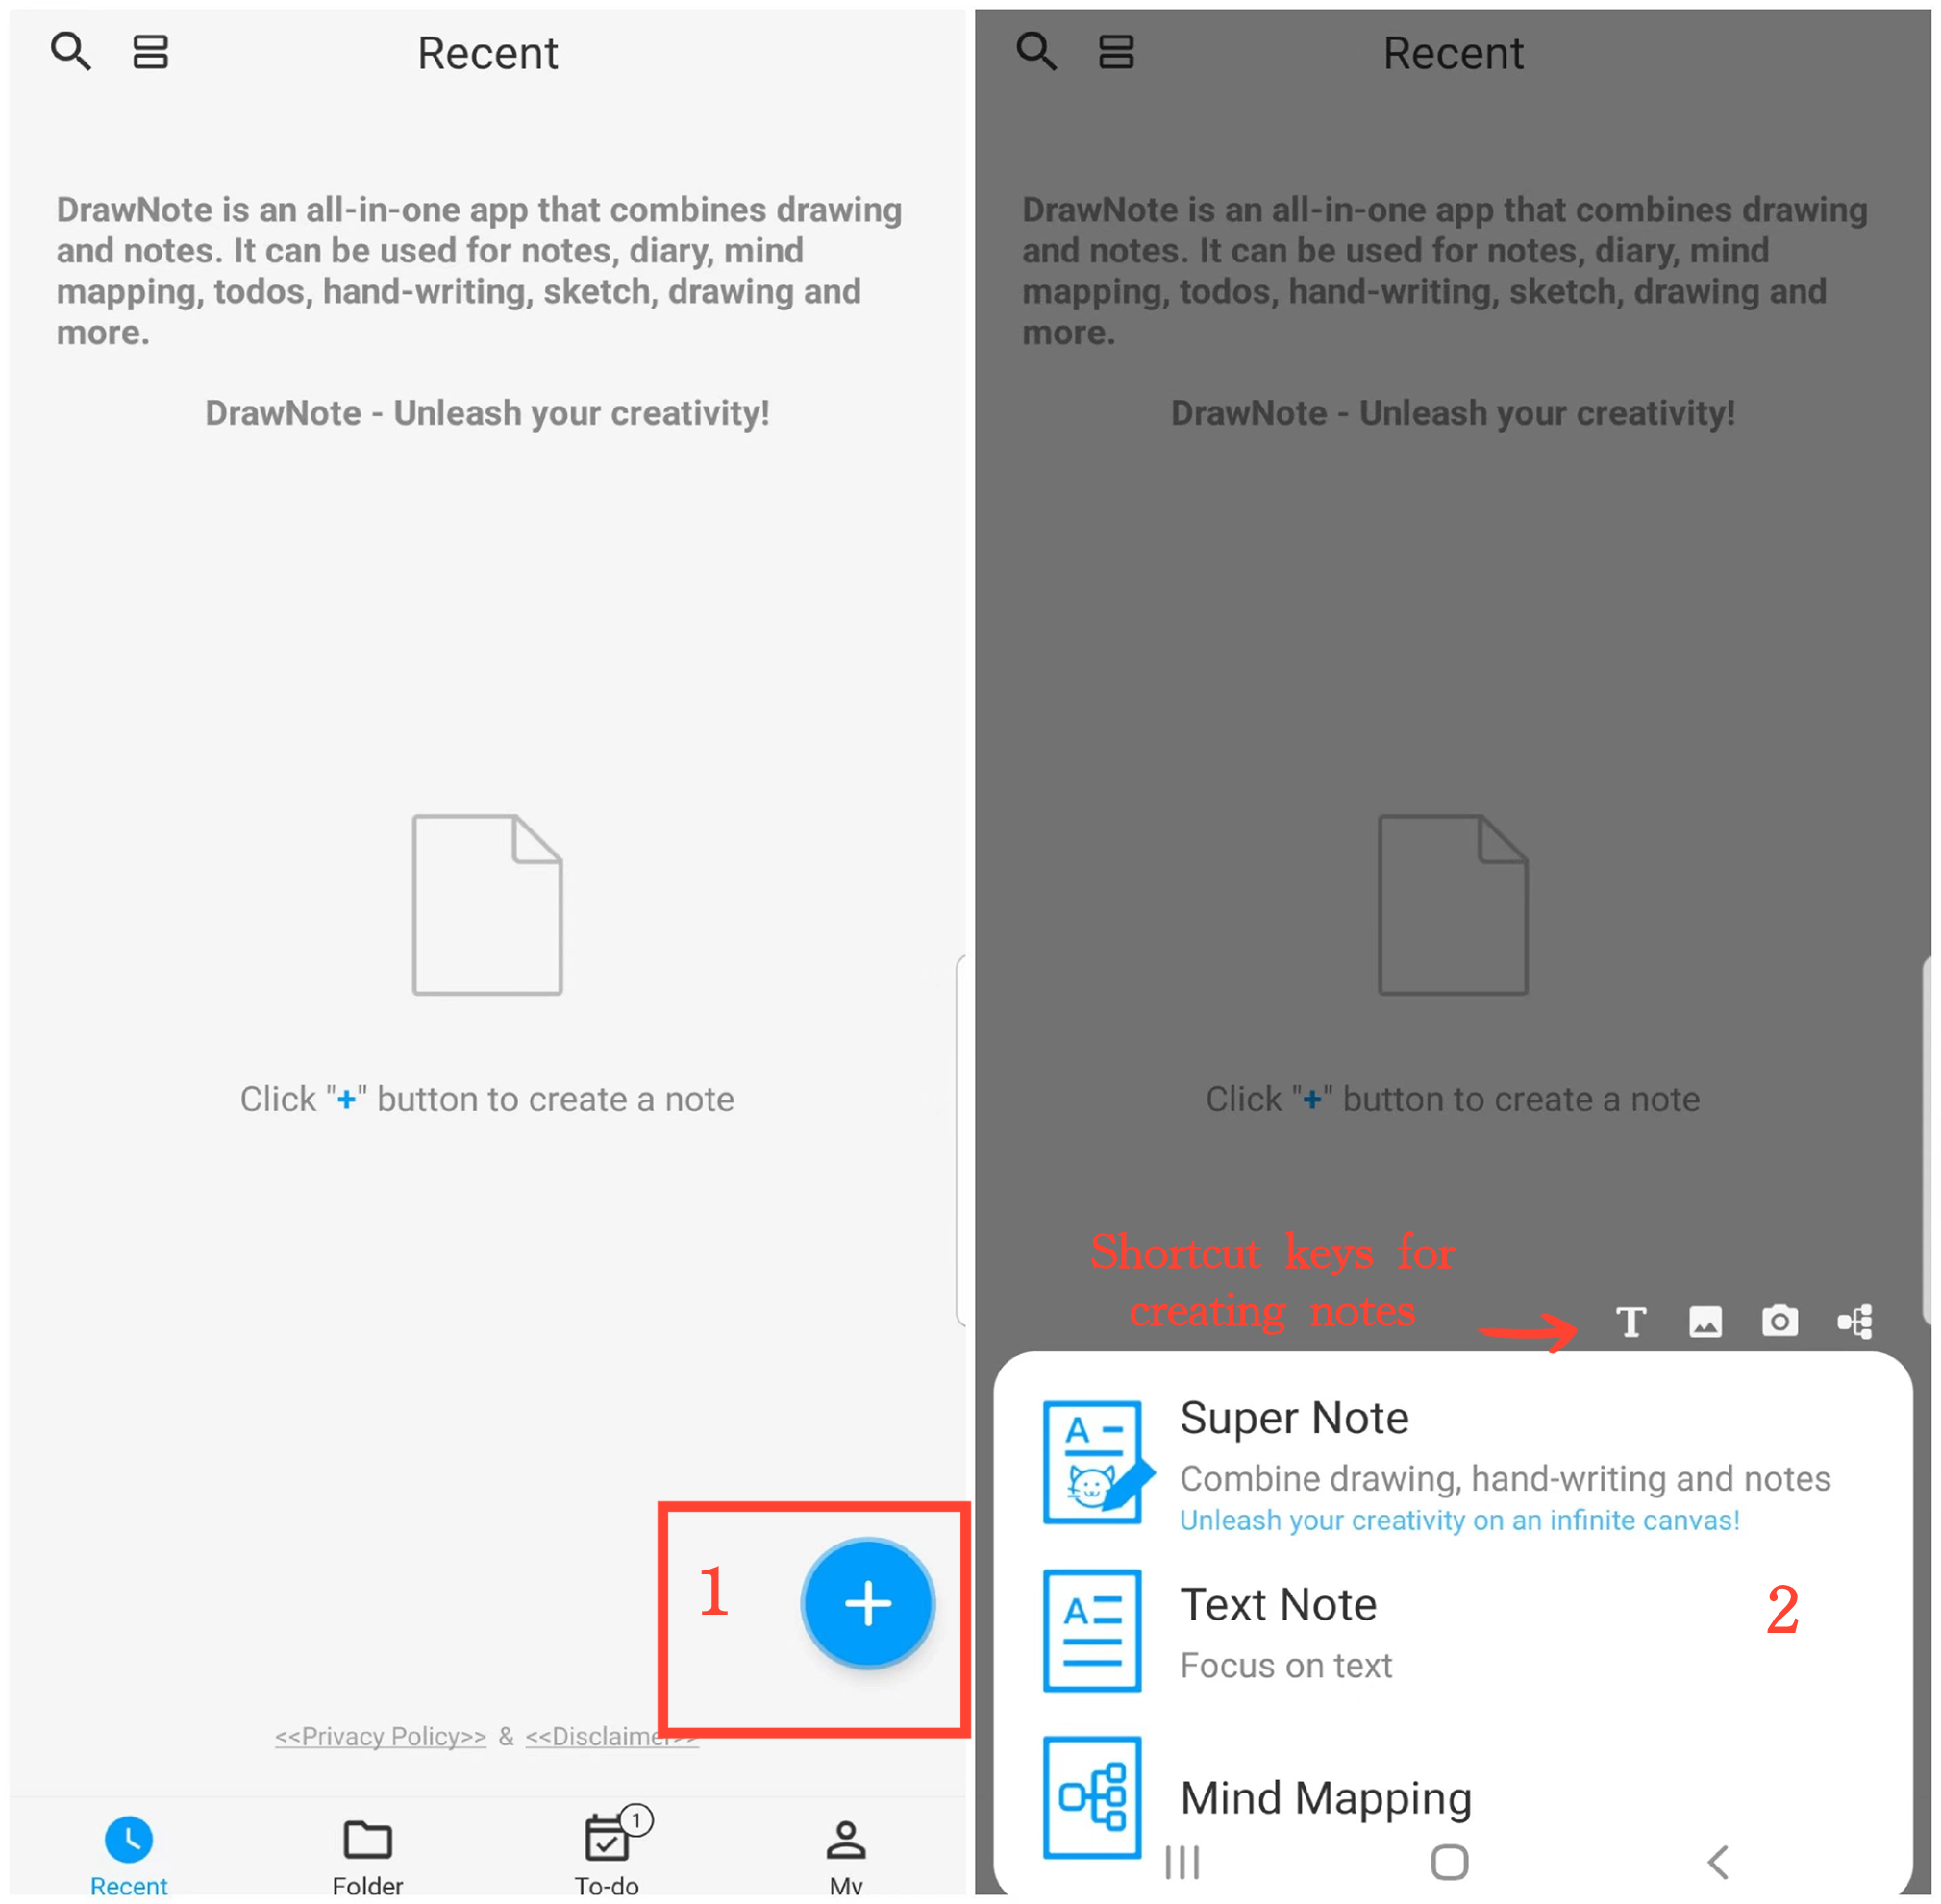 Recent
DrawNote is an all-in-one app that combines drawing
and notes. It can be used for notes, diary, mind
mapping, todos, hand-writing, sketch, drawing and
more.
DrawNote - Unleash your creativity!
Click "+" button to create a note
1
<<Privacy Policy>> & <<Disclaimer>>
1
Recent
Folder
To-do
My
Recent
DrawNote is an all-in-one app that combines drawing
and notes. It can be used for notes, diary, mind
mapping, todos, hand-writing, sketch, drawing and
more.
DrawNote - Unleash your creativity!
Click "+" button to create a note
Shortcut keys for
creating notes
T
Super Note
Combine drawing, hand-writing and notes
Unleash your creativity on an infinite canvas!
Text Note
Focus on text
2
Mind Mapping